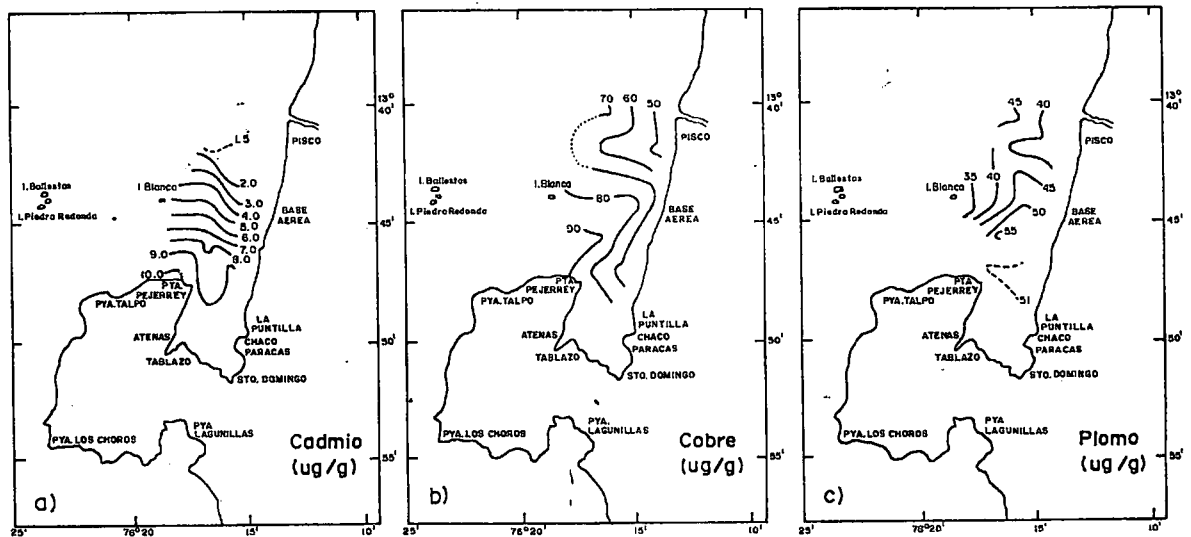 1.5
2.0
3.0
4.0
5.0
6.0
7.0
8.0
9.0
10.0
PISCO
I. Ballestas
I. Piedra Redonda
I. Blanca
BASE
AEREA
PTA.
PEJERREY
PYA. TALPO
ATENAS
TABLAZO
LA
PUNTILLA
CHACO
PARACAS
STO. DOMINGO
PYA. LOS CHOROS
PYA
LAGUNILLAS
Cadmio
(ug/g)
a)
13°
40'
45'
50'
55'
25'
76° 20
15'
10'
70
60
50
80
90
PISCO
I. Ballestas
I. Piedra Redonda
I. Blanca
BASE
AEREA
PTA.
PEJERREY
PYA. TALPO
ATENAS
TABLAZO
LA
PUNTILLA
CHACO
PARACAS
STO. DOMINGO
PYA. LOS CHOROS
PYA.
LAGUNILLAS
Cobre
(ug/g)
b)
13°
40'
45'
50'
55'
25'
76° 20
15'
10'
45
40
35
40
45
50
55
51
PISCO
I. Ballestas
I. Piedra Redonda
I. Blanca
BASE
AEREA
PTA
PEJERREY
PYA. TALPO
ATENAS
TABLAZO
LA
PUNTILLA
CHACO
PARACAS
STO. DOMINGO
PYA. LOS CHOROS
PYA.
LAGUNILLAS
Plomo
(ug/g)
c)
13°
40'
45'
50'
55'
25'
76° 20
15'
10'